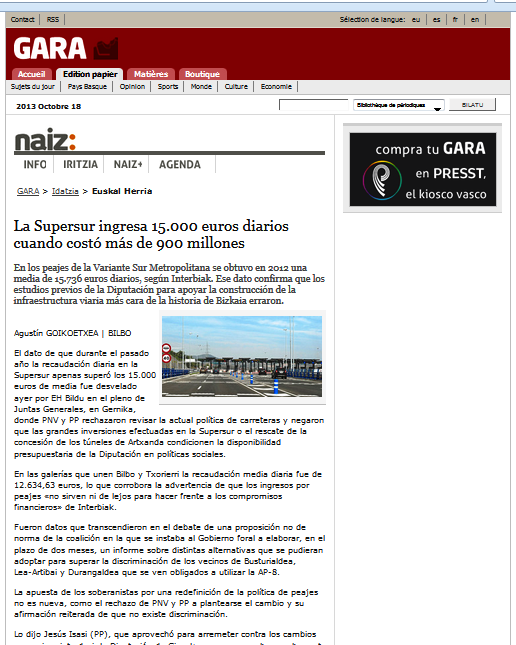 Contact RSS Sélection de langue: eu es fr en
GARA
Accueil Edition papier Matières Boutique
Sujets du jour Pays Basque Opinion Sports Monde Culture Economie
2013 Octobre 18 Bibliothèque de périodiques BILATU
naiz:
INFO IRITZIA NAIZ+ AGENDA
compra tu GARA
en PRESST,
el kiosco vasco
GARA > Idatzia > Euskal Herria
La Supersur ingresa 15.000 euros diarios
cuando costó más de 900 millones
En los peajes de la Variante Sur Metropolitana se obtuvo en 2012 una
media de 15.736 euros diarios, según Interbiak. Ese dato confirma que los
estudios previos de la Diputación para apoyar la construcción de la
infraestructura viaria más cara de la historia de Bizkaia erraron.
Agustín GOIKOETXEA | BILBO
El dato de que durante el pasado
año la recaudación diaria en la
Supersur apenas superó los 15.000
euros de media fue desvelado
ayer por EH Bildu en el pleno de
Juntas Generales, en Gernika,
donde PNV y PP rechazaron revisar la actual política de carreteras y negaron
que las grandes inversiones efectuadas en la Supersur o el rescate de la
concesión de los túneles de Artxanda condicionen la disponibilidad
presupuestaria de la Diputación en políticas sociales.
En las galerías que unen Bilbo y Txorierri la recaudación media diaria fue de
12.634,63 euros, lo que corrobora la advertencia de que los ingresos por
peajes «no sirven ni de lejos para hacer frente a los compromisos
financieros» de Interbiak.
Fueron datos que transcendieron en el debate de una proposición no de
norma de la coalición en la que se instaba al Gobierno foral a elaborar, en el
plazo de dos meses, un informe sobre distintas alternativas que se pudieran
adoptar para superar la discriminación de los vecinos de Busturialdea,
Lea-Artibai y Durangaldea que se ven obligados a utilizar la AP-8.
La apuesta de los soberanistas por una redefinición de la política de peajes
no es nueva, como el rechazo de PNV y PP a plantearse el cambio y su
afirmación reiterada de que no existe discriminación.
Lo dijo Jesús Isasi (PP), que aprovechó para arremeter contra los cambios